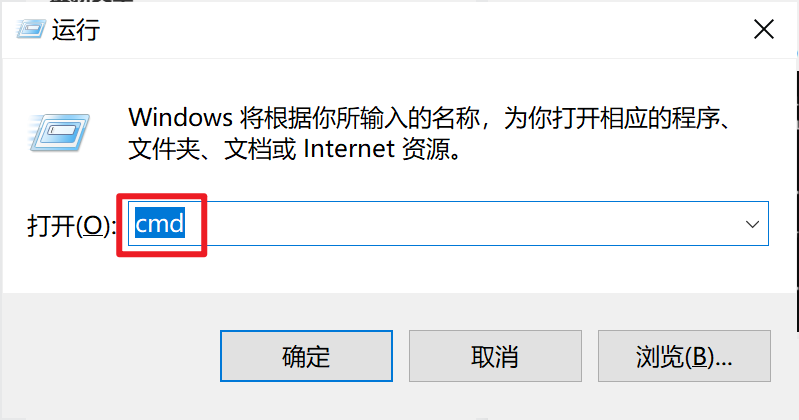 运行
Windows 将根据你所输入的名称，为你打开相应的程序、
文件夹、文档或 Internet 资源。
打开(O): cmd
确定 取消 浏览(B)...